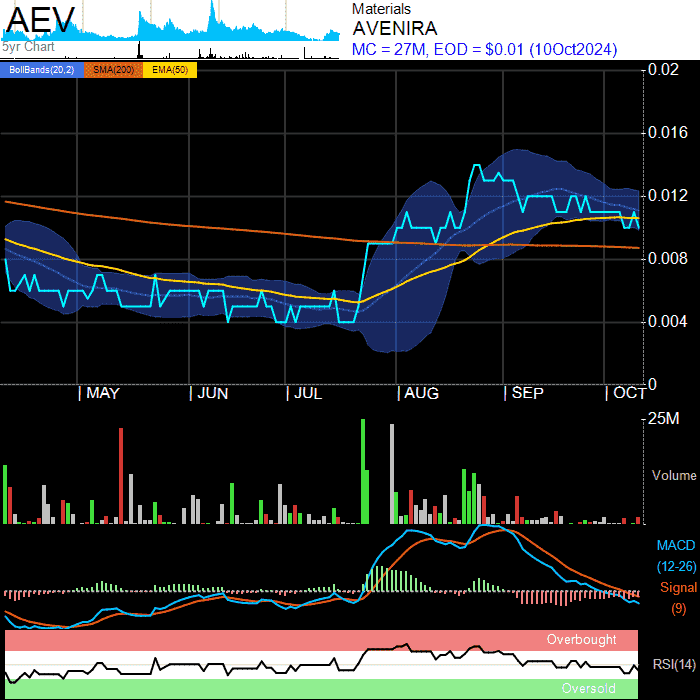 AEV
5yr Chart
Materials
AVENIRA
MC = 27M, EOD = $0.01 (10Oct2024)
BollBands(20,2) SMA(200) EMA(50)
0.02
0.016
0.012
0.008
0.004
0
| MAY | JUN | JUL | AUG | SEP | OCT
25M
Volume
MACD
(12-26)
Signal
(9)
Overbought
RSI(14)
Oversold